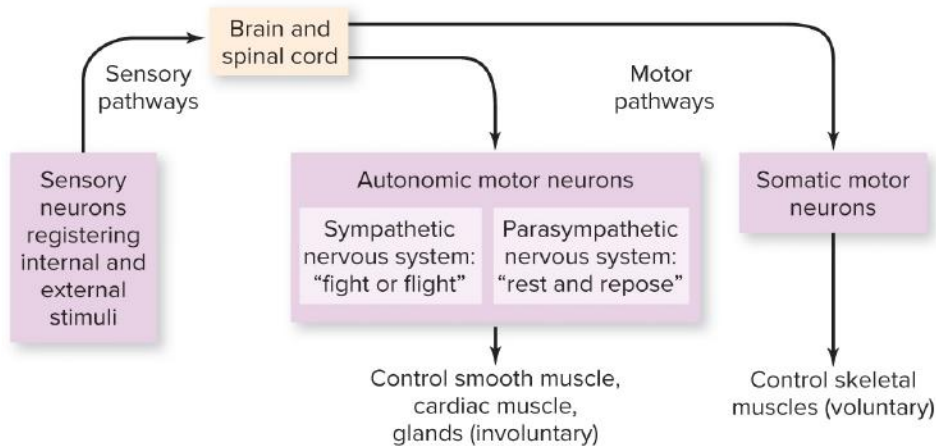 Brain and
spinal cord
Sensory
pathways
Motor
pathways
Sensory
neurons
registering
internal and
external
stimuli
Autonomic motor neurons
Sympathetic
nervous system:
“fight or flight”
Parasympathetic
nervous system:
“rest and repose”
Somatic motor
neurons
Control smooth muscle,
cardiac muscle,
glands (involuntary)
Control skeletal
muscles (voluntary)